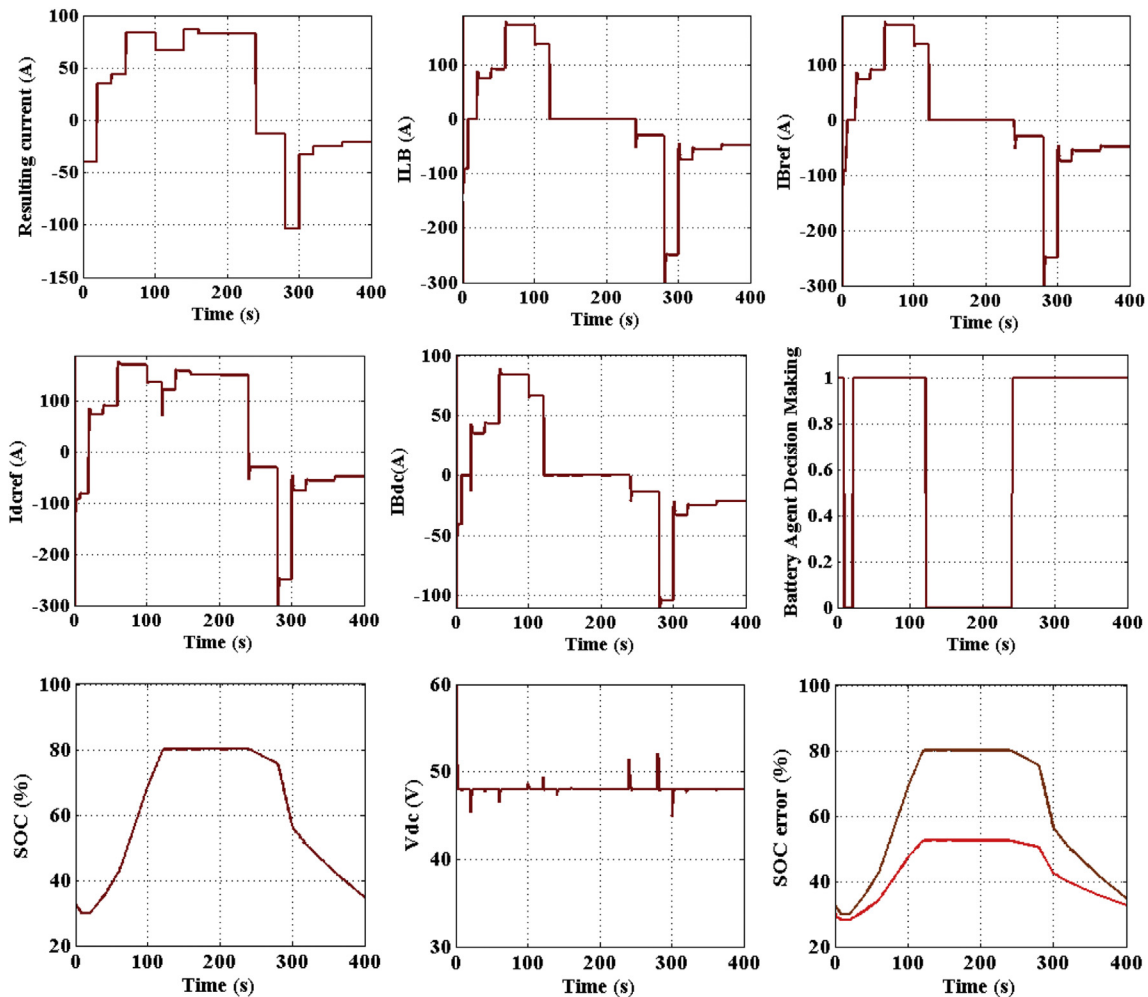 Resulting current (A)
100
50
0
-50
-100
-150
0 100 200 300 400
Time (s)
ILB (A)
100
0
-100
-200
-300
0 100 200 300 400
Time (s)
IBref (A)
100
0
-100
-200
-300
0 100 200 300 400
Time (s)
Idcref (A)
100
0
-100
-200
-300
0 100 200 300 400
Time (s)
IBdc(A)
100
50
0
-50
-100
0 100 200 300 400
Time (s)
Battery Agent Decision Making
1
0.8
0.6
0.4
0.2
0
0 100 200 300 400
Time (s)
SOC (%)
100
80
60
40
20
0 100 200 300 400
Time (s)
Vdc (V)
60
50
40
30
0 100 200 300 400
Time (s)
SOC error (%)
100
80
60
40
20
0 100 200 300 400
Time (s)